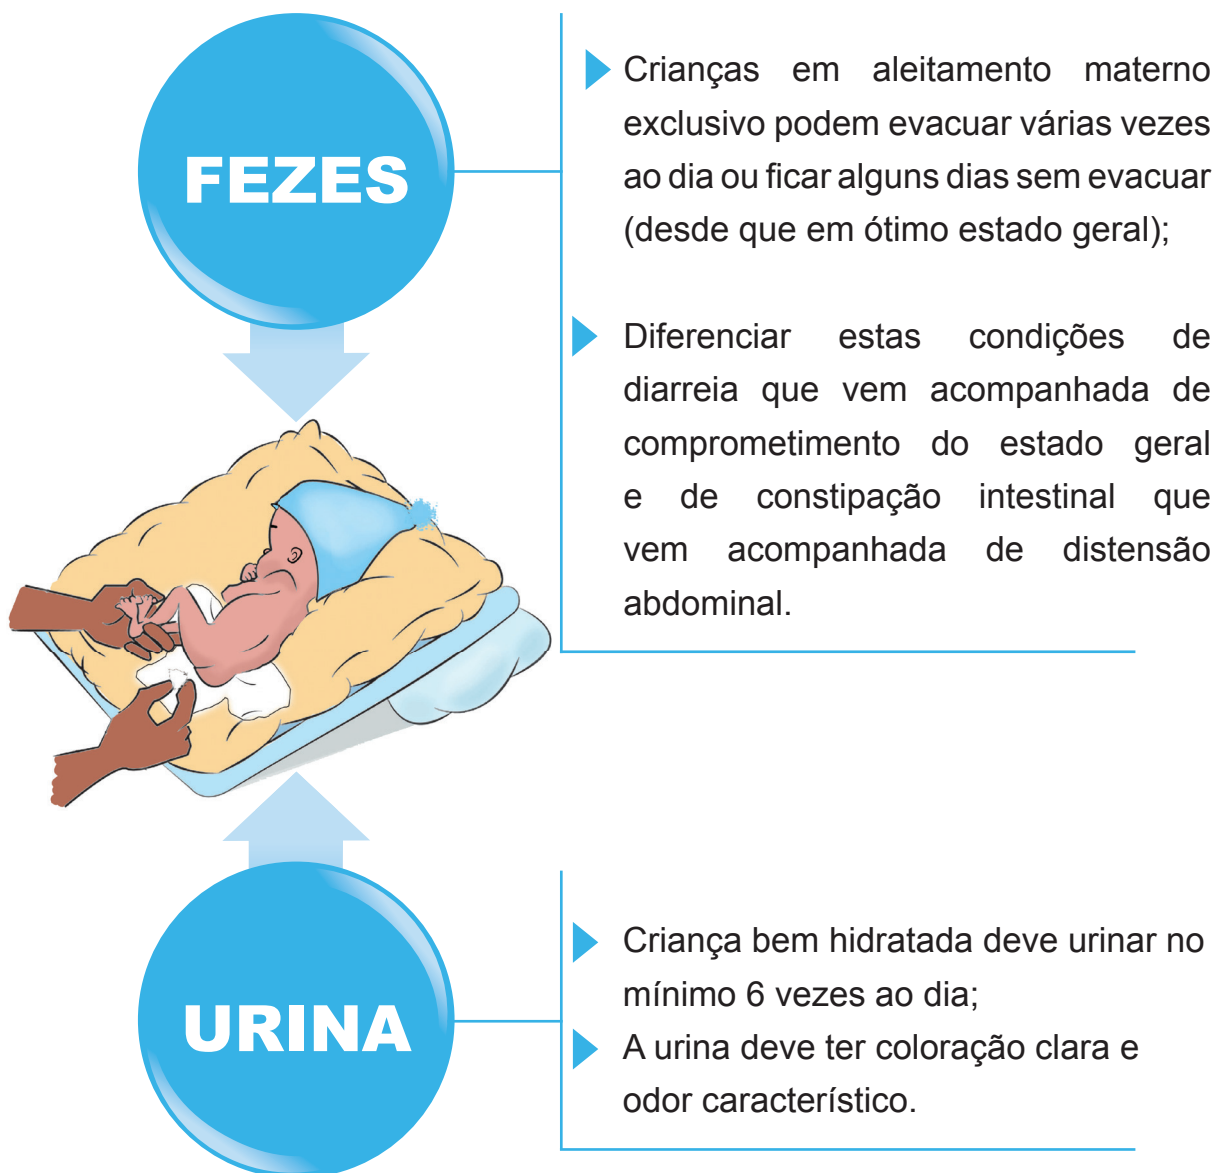 FEZES
Crianças em aleitamento materno
exclusivo podem evacuar várias vezes
ao dia ou ficar alguns dias sem evacuar
(desde que em ótimo estado geral);
Diferenciar estas condições de
diarreia que vem acompanhada de
comprometimento do estado geral
e de constipação intestinal que
vem acompanhada de distensão
abdominal.
URINA
Criança bem hidratada deve urinar no
mínimo 6 vezes ao dia;
A urina deve ter coloração clara e
odor característico.